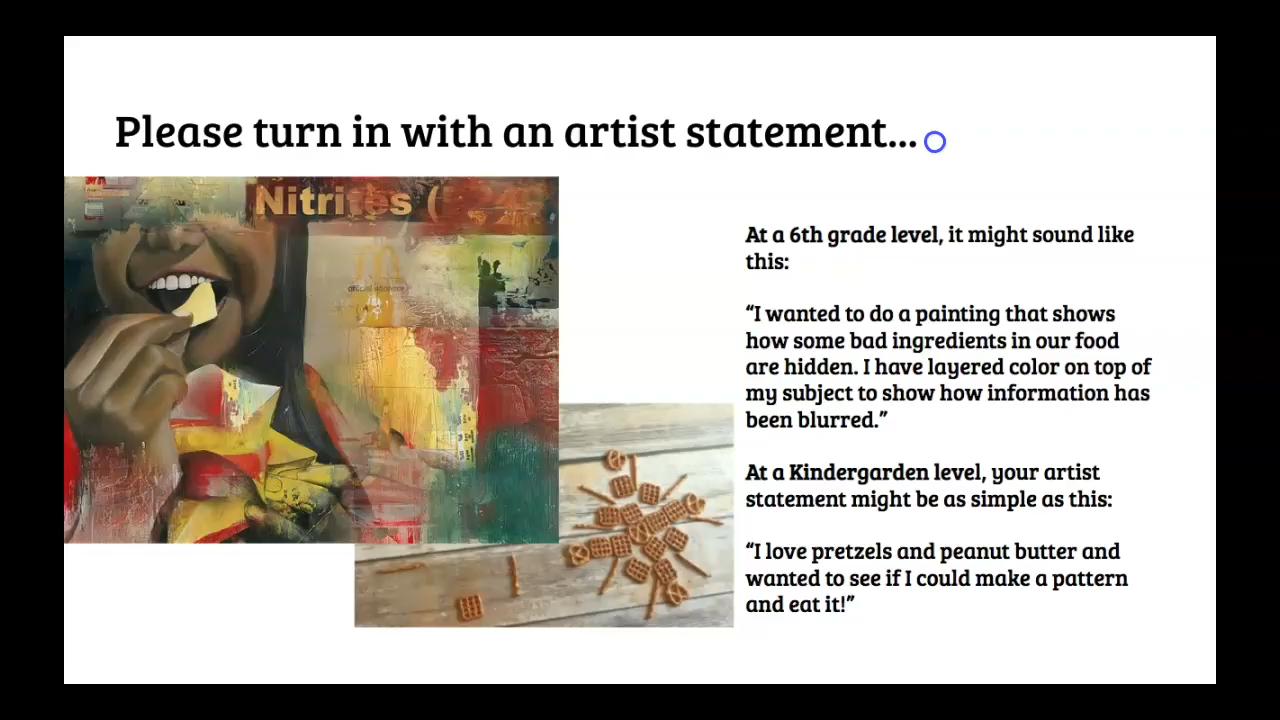 Please turn in with an artist statement...
Nitrites (
At a 6th grade level, it might sound like
this:
“I wanted to do a painting that shows
how some bad ingredients in our food
are hidden. I have layered color on top of
my subject to show how information has
been blurred.”
At a Kindergarden level, your artist
statement might be as simple as this:
“I love pretzels and peanut butter and
wanted to see if I could make a pattern
and eat it!”